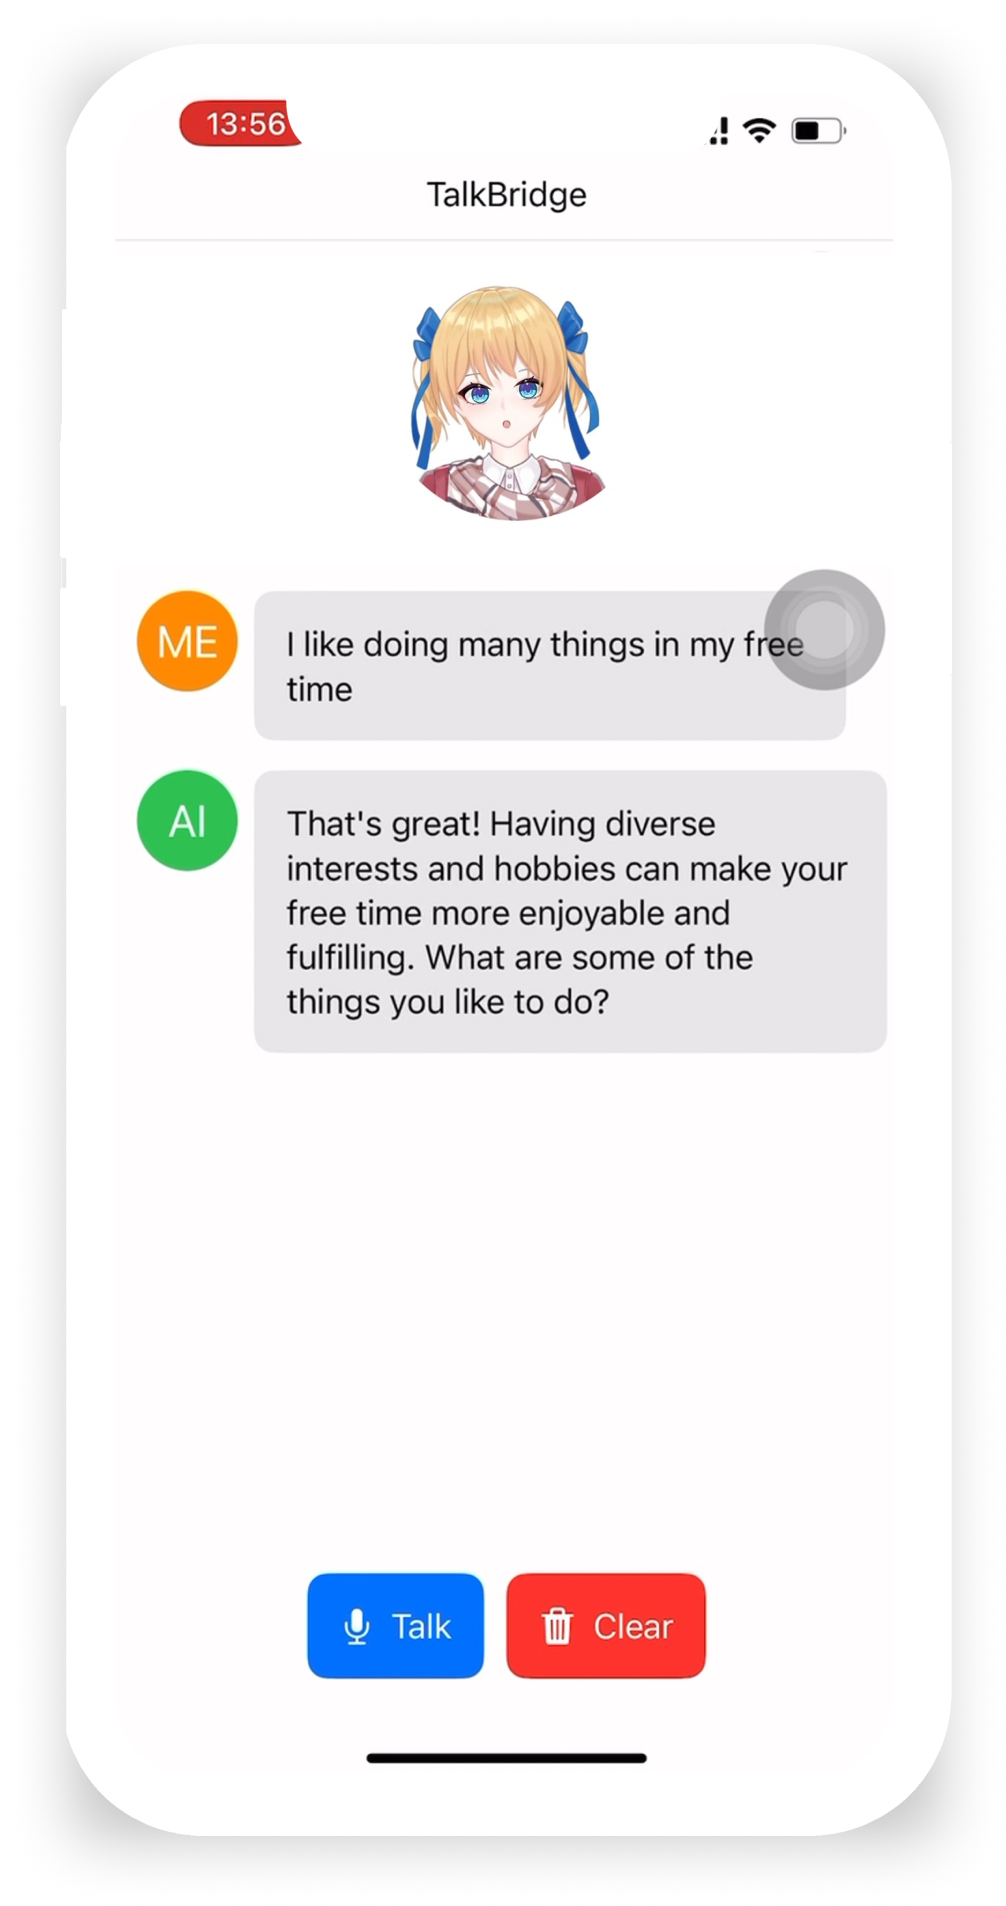 13:56
TalkBridge
ME
I like doing many things in my free
time
AI
That's great! Having diverse
interests and hobbies can make your
free time more enjoyable and
fulfilling. What are some of the
things you like to do?
Talk
Clear